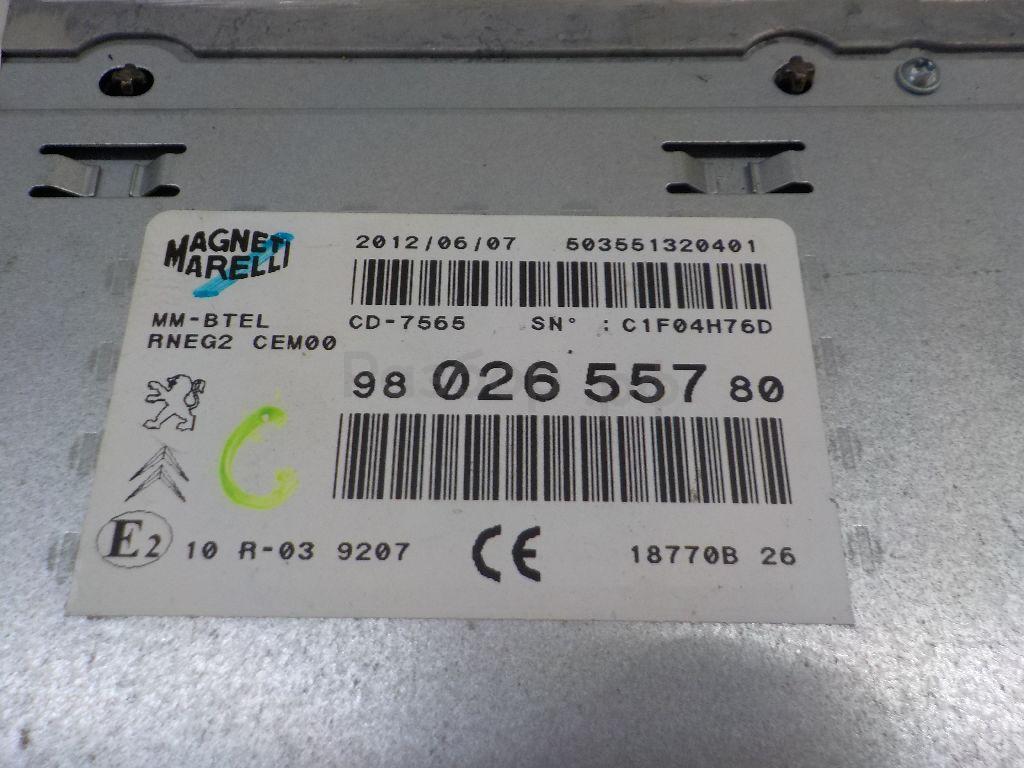 MAGNETI
MARELLI
2012/06/07 503551320401
MM-BTEL
CD-7565 SN° : C1F04H76D
RNEG2 CEM00
98 026 557 80
C
E2 10 R-03 9207 CE 18770B 26